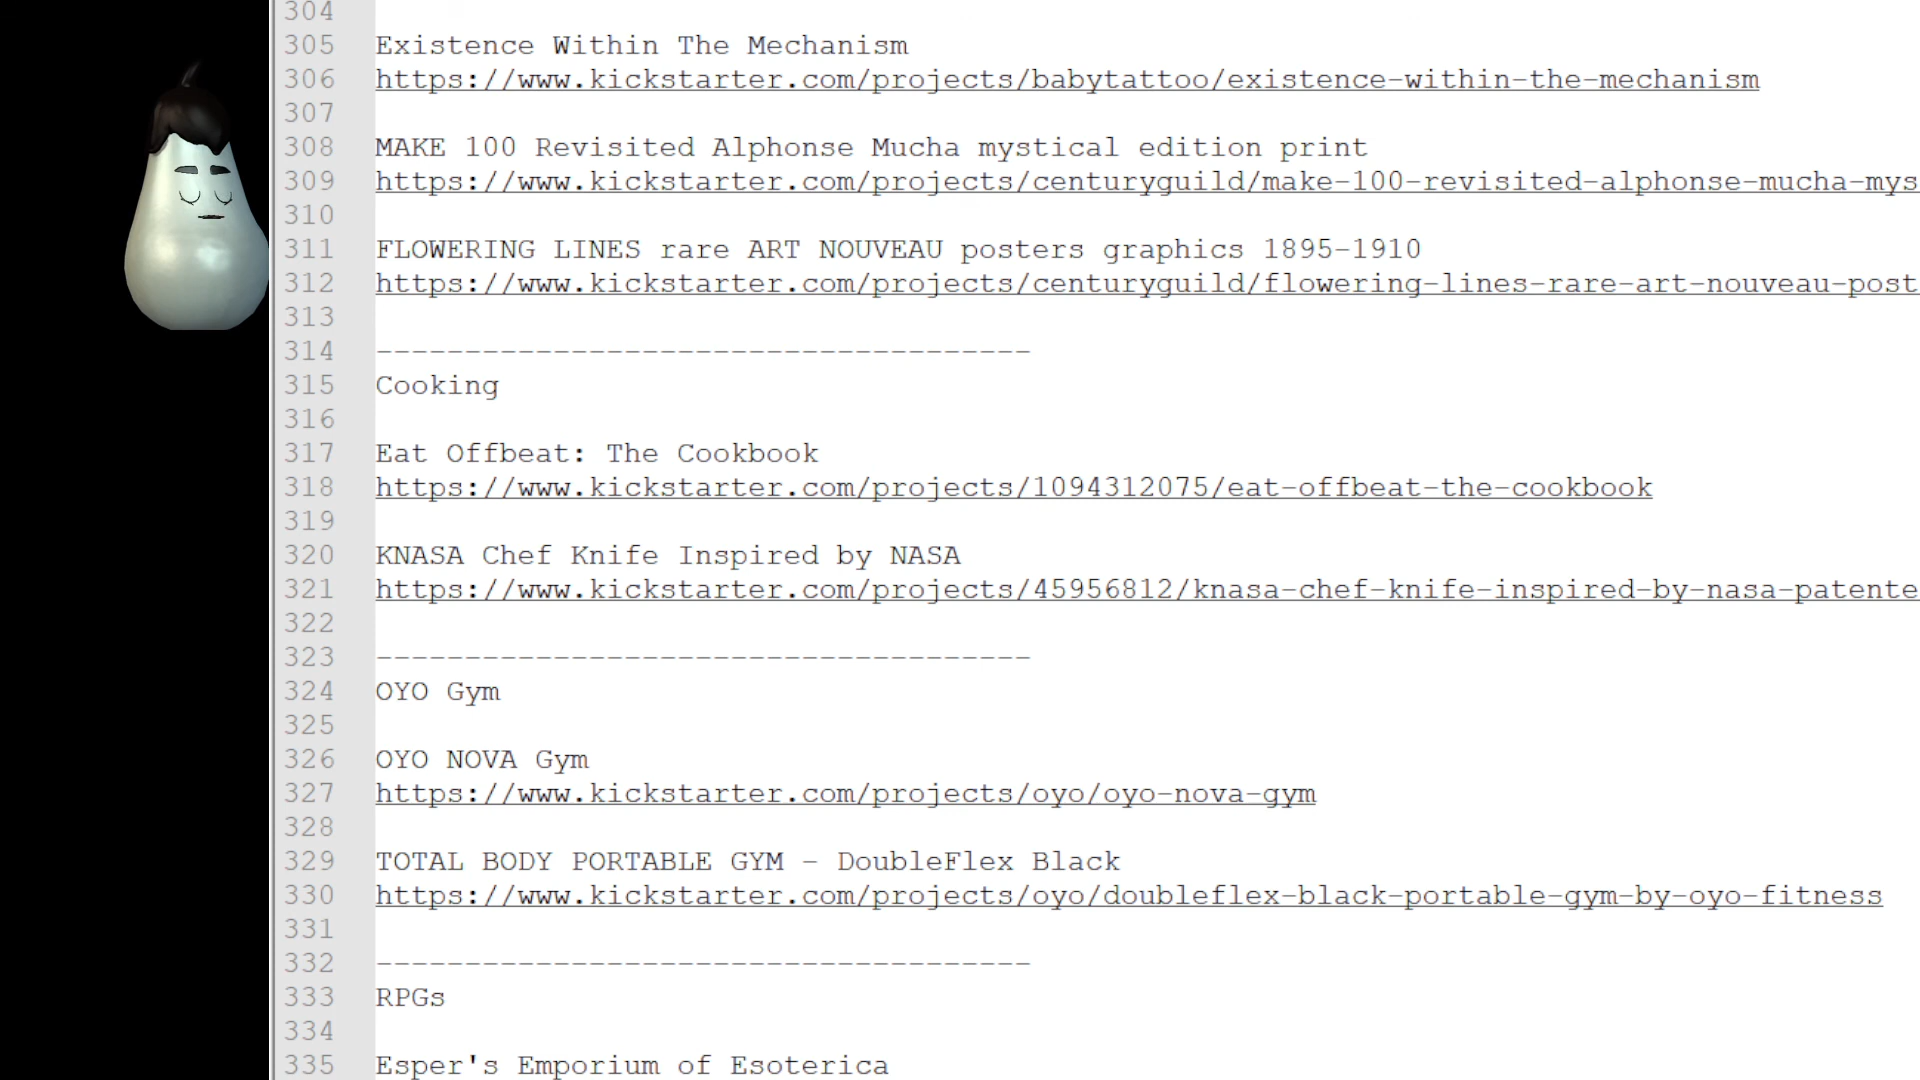 304
305 Existence Within The Mechanism
306 https://www.kickstarter.com/projects/babytattoo/existence-within-the-mechanism
307
308 MAKE 100 Revisited Alphonse Mucha mystical edition print
309 https://www.kickstarter.com/projects/centuryguild/make-100-revisited-alphonse-mucha-mys
310
311 FLOWERING LINES rare ART NOUVEAU posters graphics 1895-1910
312 https://www.kickstarter.com/projects/centuryguild/flowering-lines-rare-art-nouveau-post
313
314 -------------------------------------
315 Cooking
316
317 Eat Offbeat: The Cookbook
318 https://www.kickstarter.com/projects/1094312075/eat-offbeat-the-cookbook
319
320 KNASA Chef Knife Inspired by NASA
321 https://www.kickstarter.com/projects/45956812/knasa-chef-knife-inspired-by-nasa-patente
322
323 -------------------------------------
324 OYO Gym
325
326 OYO NOVA Gym
327 https://www.kickstarter.com/projects/oyo/oyo-nova-gym
328
329 TOTAL BODY PORTABLE GYM - DoubleFlex Black
330 https://www.kickstarter.com/projects/oyo/doubleflex-black-portable-gym-by-oyo-fitness
331
332 -------------------------------------
333 RPGs
334
335 Esper's Emporium of Esoterica